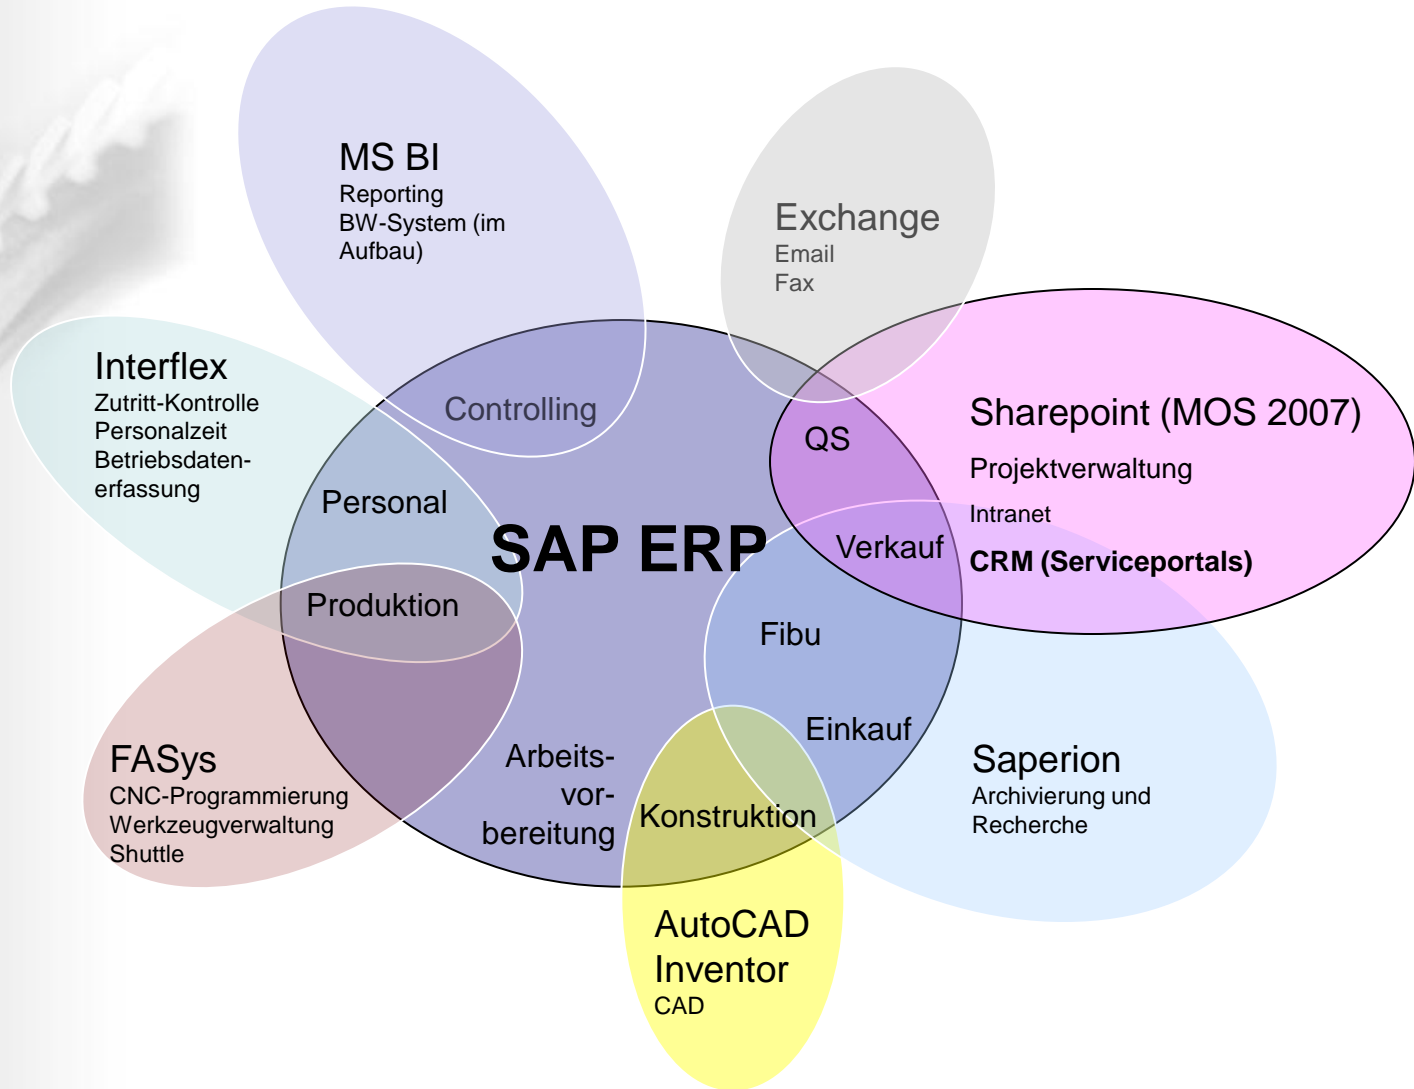 MS BI
Reporting
BW-System (im
Aufbau)
Exchange
Email
Fax
Interflex
Zutritt-Kontrolle
Personalzeit
Betriebsdaten-
erfassung
Controlling
QS
Sharepoint (MOS 2007)
Projektverwaltung
Intranet
CRM (Serviceportals)
Personal
SAP ERP
Verkauf
Produktion
Fibu
Einkauf
FASys
CNC-Programmierung
Werkzeugverwaltung
Shuttle
Arbeits-
vor-
bereitung
Konstruktion
Saperion
Archivierung und
Recherche
AutoCAD
Inventor
CAD